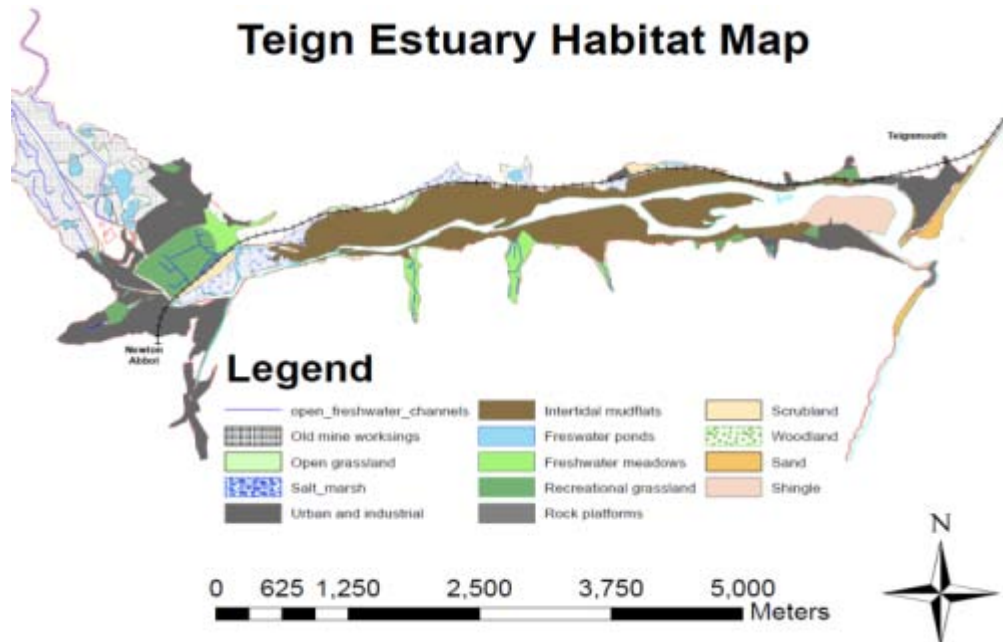 Teign Estuary Habitat Map
Teignmouth
Newton
Abbot
Legend
open_freshwater_channels
Old mine worksings
Open grassland
Salt_marsh
Urban and industrial
Intertidal mudflats
Freswater ponds
Freshwater meadows
Recreational grassland
Rock platforms
Scrubland
Woodland
Sand
Shingle
N
0 625 1,250 2,500 3,750 5,000
Meters